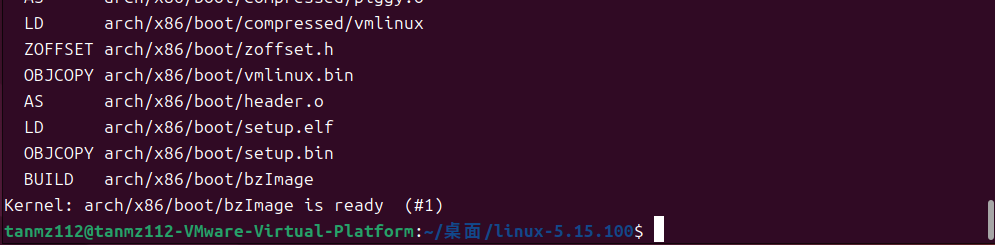 AS      arch/x86/boot/compressed/piggy.o
LD      arch/x86/boot/compressed/vmlinux
ZOFFSET arch/x86/boot/zoffset.h
OBJCOPY arch/x86/boot/vmlinux.bin
AS      arch/x86/boot/header.o
LD      arch/x86/boot/setup.elf
OBJCOPY arch/x86/boot/setup.bin
BUILD   arch/x86/boot/bzImage
Kernel: arch/x86/boot/bzImage is ready  (#1)
tanmz112@tanmz112-VMware-Virtual-Platform:~/桌面/linux-5.15.100$